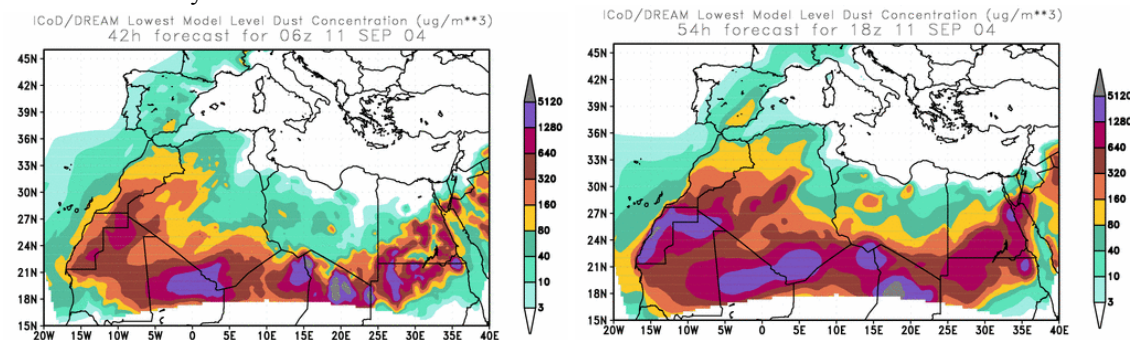 ICoD/DREAM Lowest Model Level Dust Concentration (ug/m**3)
42h forecast for 06z 11 SEP 04
45N
42N
39N
36N
33N
30N
27N
24N
21N
18N
15N
20W 15W 10W 5W 0 5E 10E 15E 20E 25E 30E 35E 40E
5120
1280
640
320
160
80
40
10
3
ICoD/DREAM Lowest Model Level Dust Concentration (ug/m**3)
54h forecast for 18z 11 SEP 04
45N
42N
39N
36N
33N
30N
27N
24N
21N
18N
15N
20W 15W 10W 5W 0 5E 10E 15E 20E 25E 30E 35E 40E
5120
1280
640
320
160
80
40
10
3